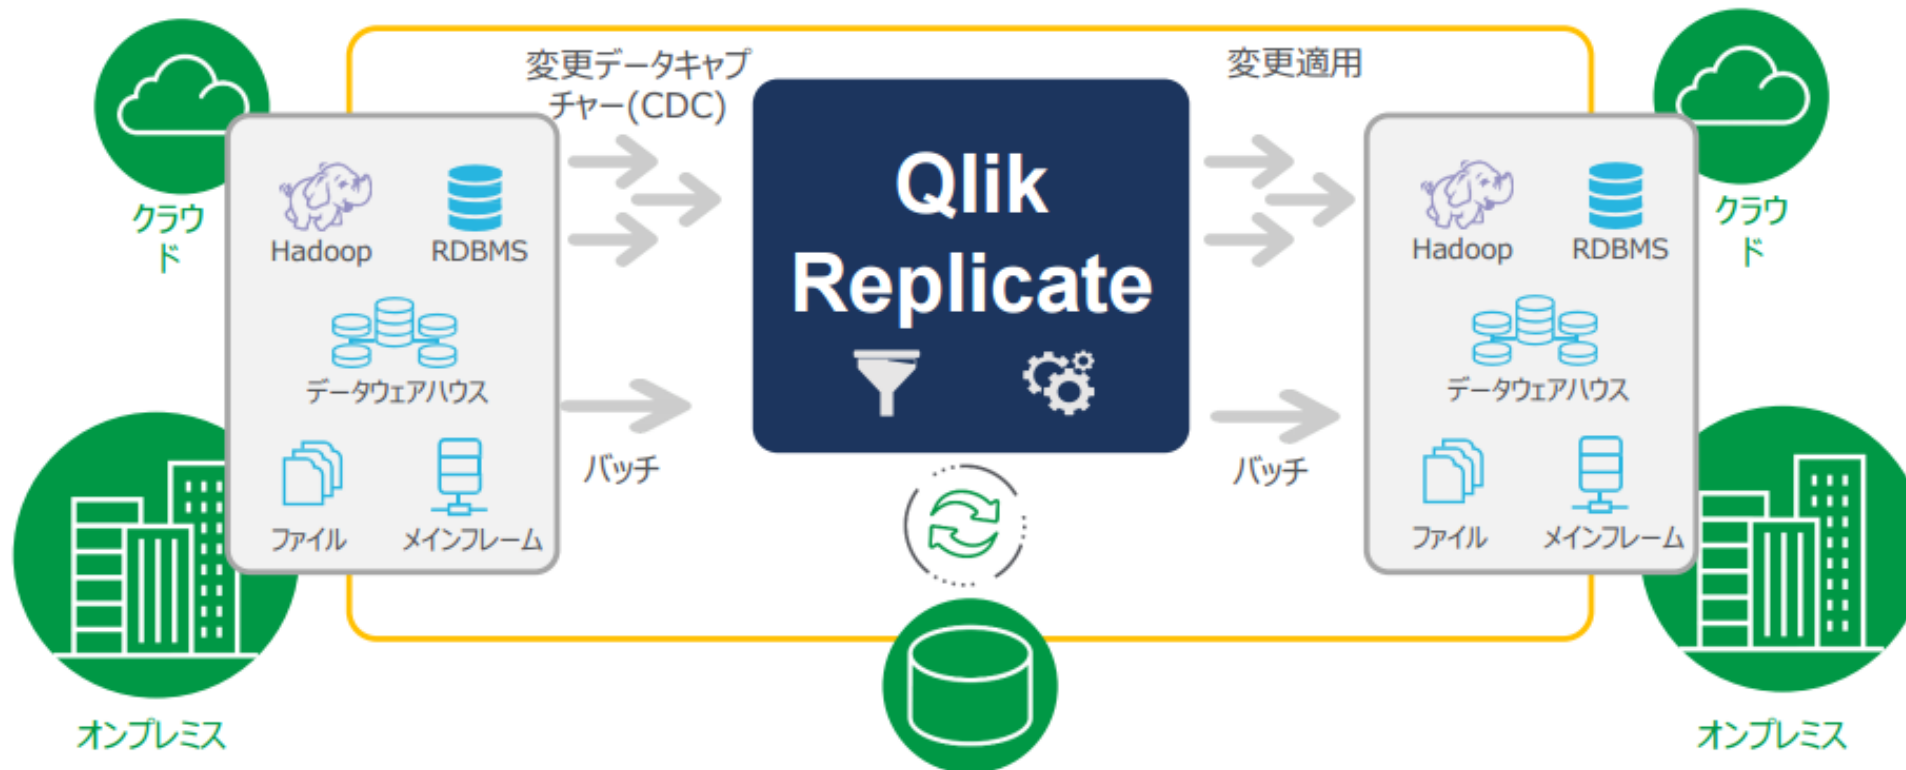 クラウ
ド
Hadoop
RDBMS
データウェアハウス
ファイル
メインフレーム
オンプレミス
変更データキャプ
チャー(CDC)
バッチ
Qlik
Replicate
変更適用
バッチ
クラウ
ド
Hadoop
RDBMS
データウェアハウス
ファイル
メインフレーム
オンプレミス